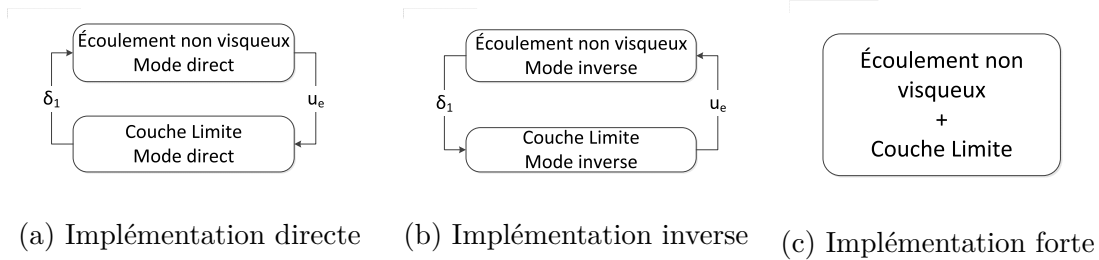 Écoulement non visqueux
Mode direct
δ1
ue
Couche Limite
Mode direct
(a) Implémentation directe
Écoulement non visqueux
Mode inverse
δ1
ue
Couche Limite
Mode inverse
(b) Implémentation inverse
Écoulement non
visqueux
+
Couche Limite
(c) Implémentation forte